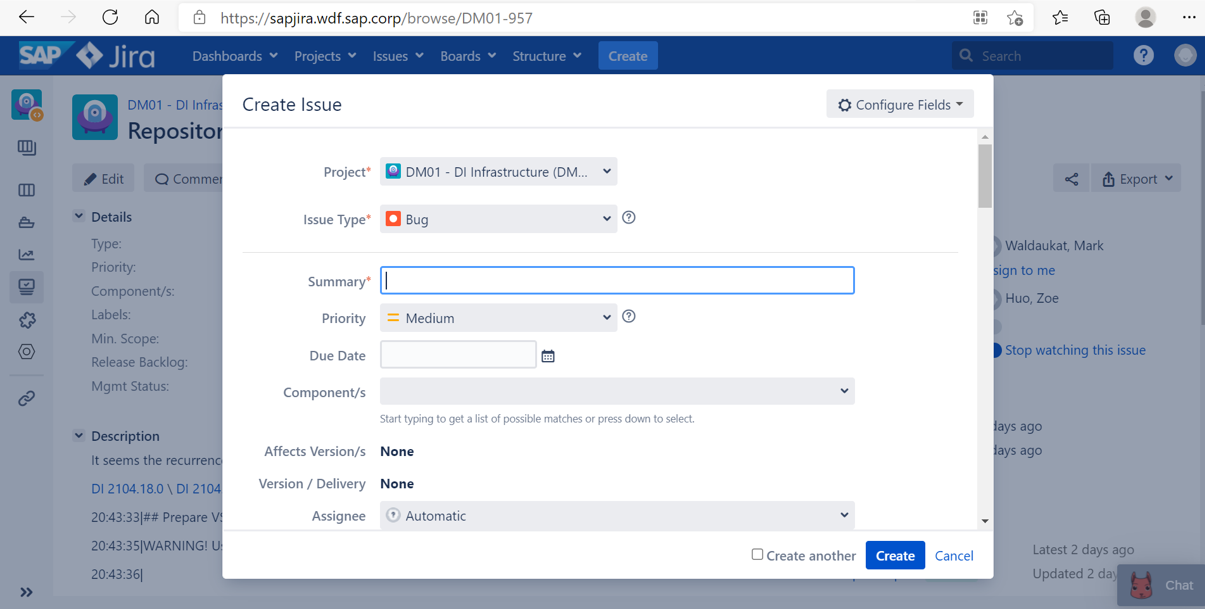 https://sapjira.wdf.sap.corp/browse/DM01-957
SAP Jira Dashboards Projects Issues Boards Structure Create Search
DM01 - DI Infras
Repositor
Edit Commen
Export
Details
Type:
Priority:
Component/s:
Labels:
Min. Scope:
Release Backlog:
Mgmt Status:
Description
It seems the recurrenc
DI 2104.18.0 \ DI 2104
20:43:33|## Prepare VS
20:43:35|WARNING! Us
20:43:36|
Create Issue
Configure Fields
Project* DM01 - DI Infrastructure (DM...
Issue Type* Bug
Summary*
Priority Medium
Due Date
Component/s
Start typing to get a list of possible matches or press down to select.
Affects Version/s None
Version / Delivery None
Assignee Automatic
Create another Create Cancel
Waldaukat, Mark
sign to me
Huo, Zoe
Stop watching this issue
days ago
days ago
Latest 2 days ago
Updated 2 day
Chat